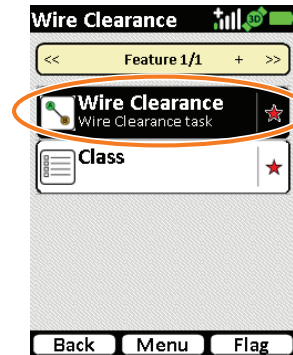 Wire Clearance 3D
<< Feature 1/1 + >>
Wire Clearance
Wire Clearance task
Class
Back Menu Flag